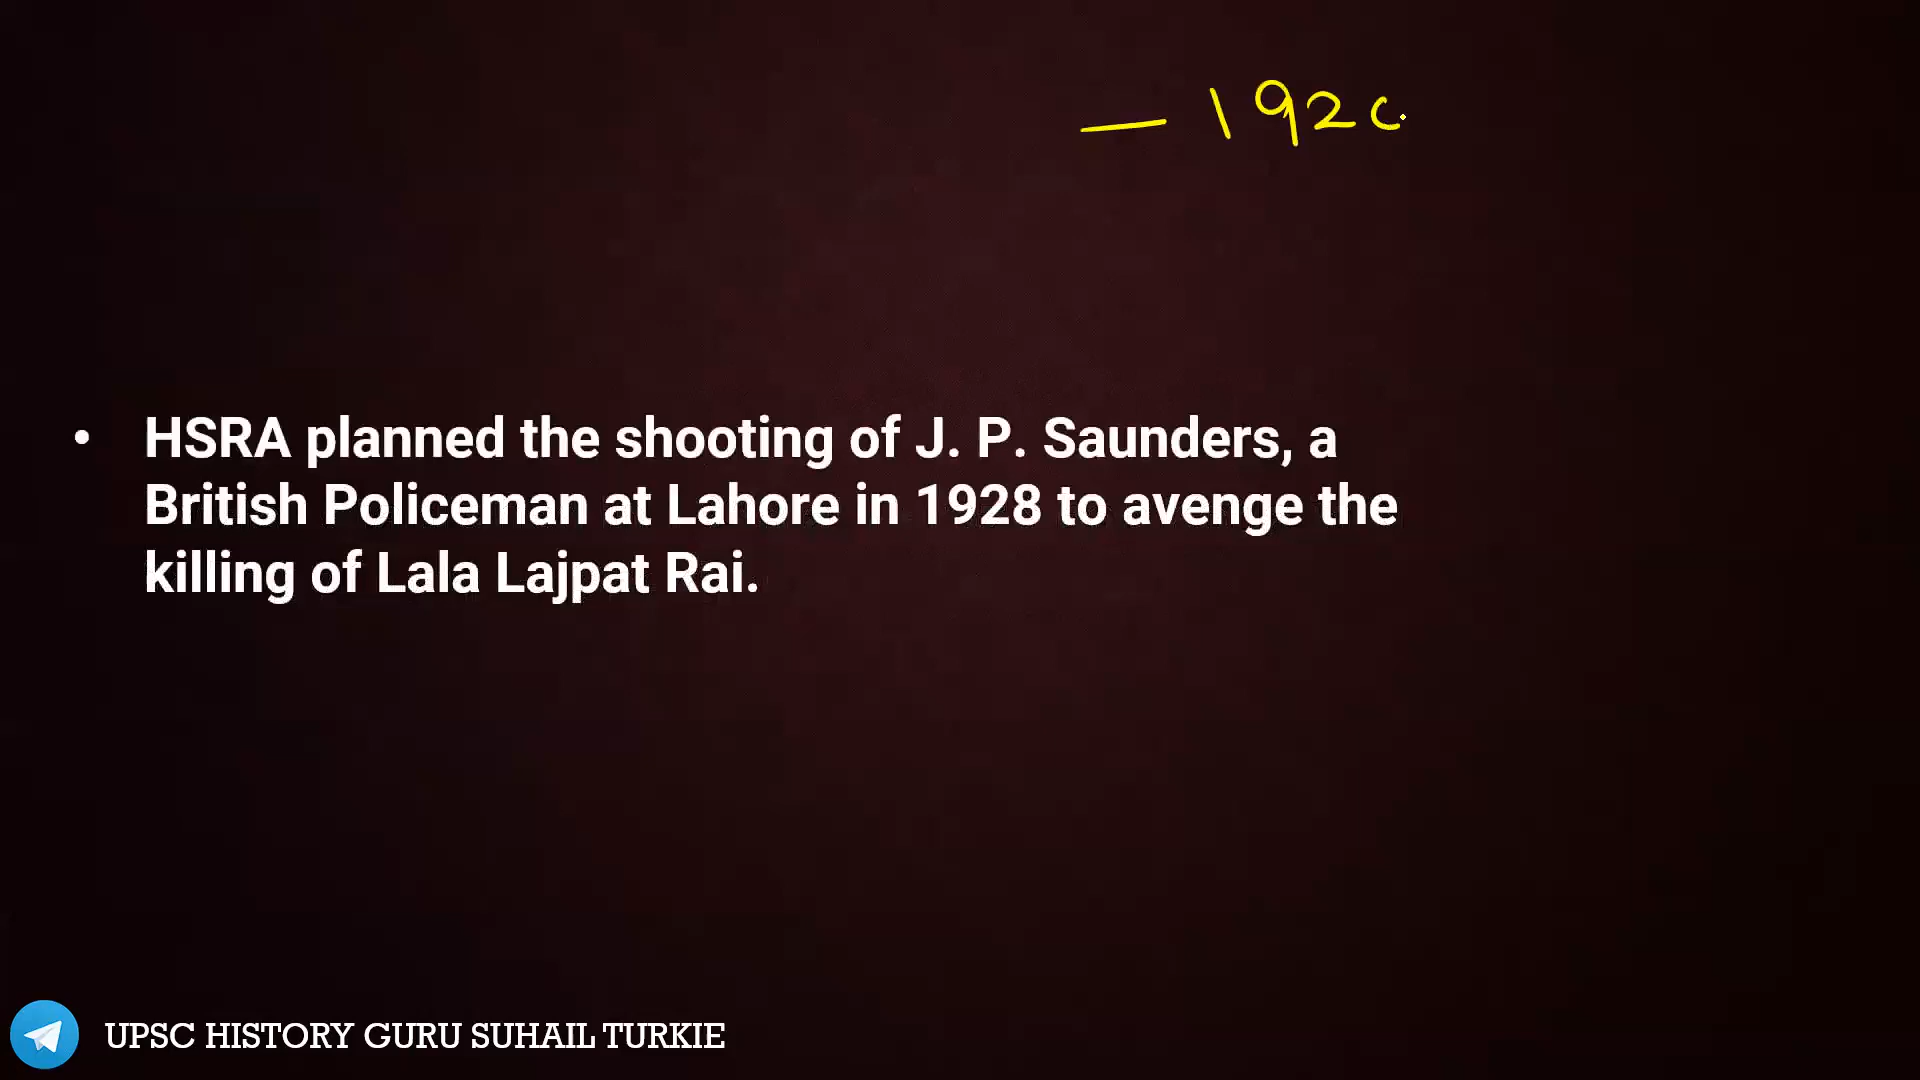 — 192
• HSRA planned the shooting of J. P. Saunders, a
British Policeman at Lahore in 1928 to avenge the
killing of Lala Lajpat Rai.
UPSC HISTORY GURU SUHAIL TURKIE